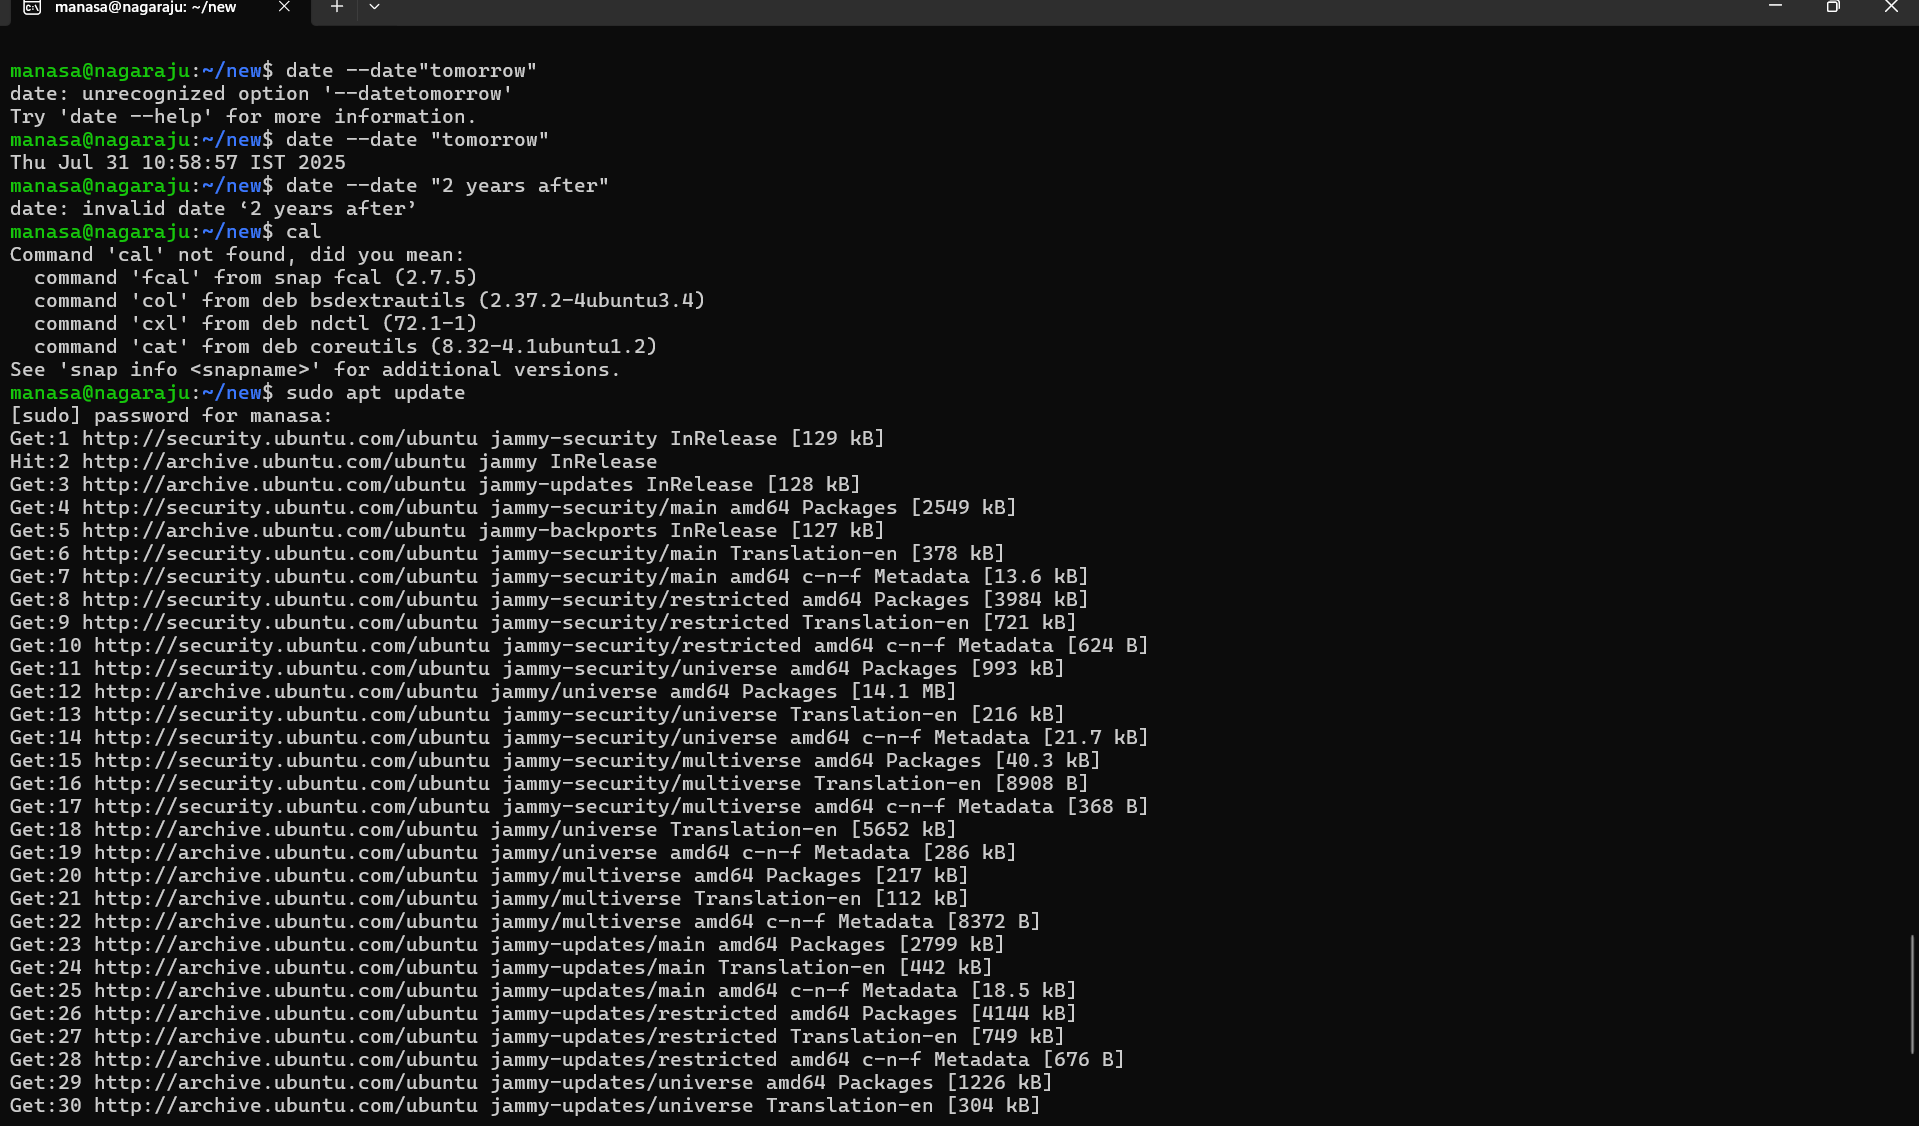 manasa@nagaraju: ~/new
manasa@nagaraju:~/new$ date --date"tomorrow"
date: unrecognized option '--datetomorrow'
Try 'date --help' for more information.
manasa@nagaraju:~/new$ date --date "tomorrow"
Thu Jul 31 10:58:57 IST 2025
manasa@nagaraju:~/new$ date --date "2 years after"
date: invalid date ‘2 years after’
manasa@nagaraju:~/new$ cal
Command 'cal' not found, did you mean:
  command 'fcal' from snap fcal (2.7.5)
  command 'col' from deb bsdextrautils (2.37.2-4ubuntu3.4)
  command 'cxl' from deb ndctl (72.1-1)
  command 'cat' from deb coreutils (8.32-4.1ubuntu1.2)
See 'snap info <snapname>' for additional versions.
manasa@nagaraju:~/new$ sudo apt update
[sudo] password for manasa:
Get:1 http://security.ubuntu.com/ubuntu jammy-security InRelease [129 kB]
Hit:2 http://archive.ubuntu.com/ubuntu jammy InRelease
Get:3 http://archive.ubuntu.com/ubuntu jammy-updates InRelease [128 kB]
Get:4 http://security.ubuntu.com/ubuntu jammy-security/main amd64 Packages [2549 kB]
Get:5 http://archive.ubuntu.com/ubuntu jammy-backports InRelease [127 kB]
Get:6 http://security.ubuntu.com/ubuntu jammy-security/main Translation-en [378 kB]
Get:7 http://security.ubuntu.com/ubuntu jammy-security/main amd64 c-n-f Metadata [13.6 kB]
Get:8 http://security.ubuntu.com/ubuntu jammy-security/restricted amd64 Packages [3984 kB]
Get:9 http://security.ubuntu.com/ubuntu jammy-security/restricted Translation-en [721 kB]
Get:10 http://security.ubuntu.com/ubuntu jammy-security/restricted amd64 c-n-f Metadata [624 B]
Get:11 http://security.ubuntu.com/ubuntu jammy-security/universe amd64 Packages [993 kB]
Get:12 http://archive.ubuntu.com/ubuntu jammy/universe amd64 Packages [14.1 MB]
Get:13 http://security.ubuntu.com/ubuntu jammy-security/universe Translation-en [216 kB]
Get:14 http://security.ubuntu.com/ubuntu jammy-security/universe amd64 c-n-f Metadata [21.7 kB]
Get:15 http://security.ubuntu.com/ubuntu jammy-security/multiverse amd64 Packages [40.3 kB]
Get:16 http://security.ubuntu.com/ubuntu jammy-security/multiverse Translation-en [8908 B]
Get:17 http://security.ubuntu.com/ubuntu jammy-security/multiverse amd64 c-n-f Metadata [368 B]
Get:18 http://archive.ubuntu.com/ubuntu jammy/universe Translation-en [5652 kB]
Get:19 http://archive.ubuntu.com/ubuntu jammy/universe amd64 c-n-f Metadata [286 kB]
Get:20 http://archive.ubuntu.com/ubuntu jammy/multiverse amd64 Packages [217 kB]
Get:21 http://archive.ubuntu.com/ubuntu jammy/multiverse Translation-en [112 kB]
Get:22 http://archive.ubuntu.com/ubuntu jammy/multiverse amd64 c-n-f Metadata [8372 B]
Get:23 http://archive.ubuntu.com/ubuntu jammy-updates/main amd64 Packages [2799 kB]
Get:24 http://archive.ubuntu.com/ubuntu jammy-updates/main Translation-en [442 kB]
Get:25 http://archive.ubuntu.com/ubuntu jammy-updates/main amd64 c-n-f Metadata [18.5 kB]
Get:26 http://archive.ubuntu.com/ubuntu jammy-updates/restricted amd64 Packages [4144 kB]
Get:27 http://archive.ubuntu.com/ubuntu jammy-updates/restricted Translation-en [749 kB]
Get:28 http://archive.ubuntu.com/ubuntu jammy-updates/restricted amd64 c-n-f Metadata [676 B]
Get:29 http://archive.ubuntu.com/ubuntu jammy-updates/universe amd64 Packages [1226 kB]
Get:30 http://archive.ubuntu.com/ubuntu jammy-updates/universe Translation-en [304 kB]